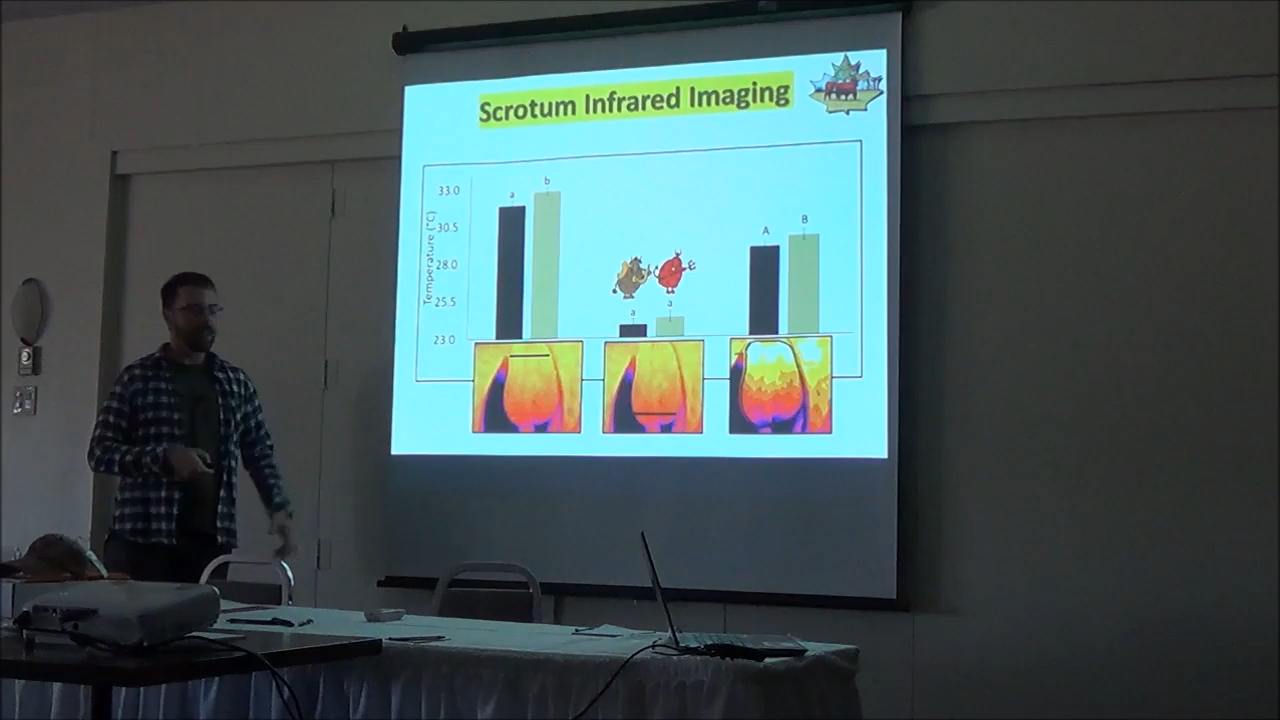 Scrotum Infrared Imaging
33.0
30.5
28.0
25.5
23.0
Temperature (°C)
a
b
a
a
A
B